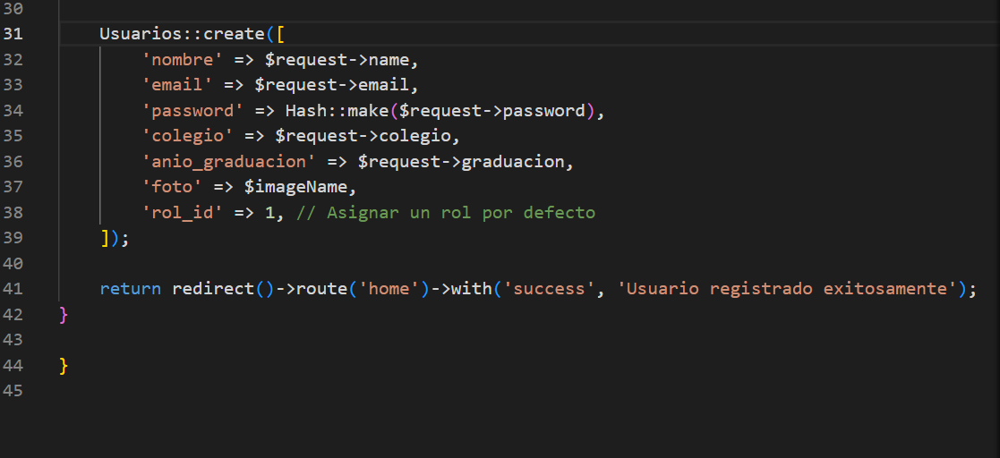 30
31 Usuarios::create([
32 'nombre' => $request->name,
33 'email' => $request->email,
34 'password' => Hash::make($request->password),
35 'colegio' => $request->colegio,
36 'anio_graduacion' => $request->graduacion,
37 'foto' => $imageName,
38 'rol_id' => 1, // Asignar un rol por defecto
39 ]);
40
41 return redirect()->route('home')->with('success', 'Usuario registrado exitosamente');
42 }
43
44 }
45